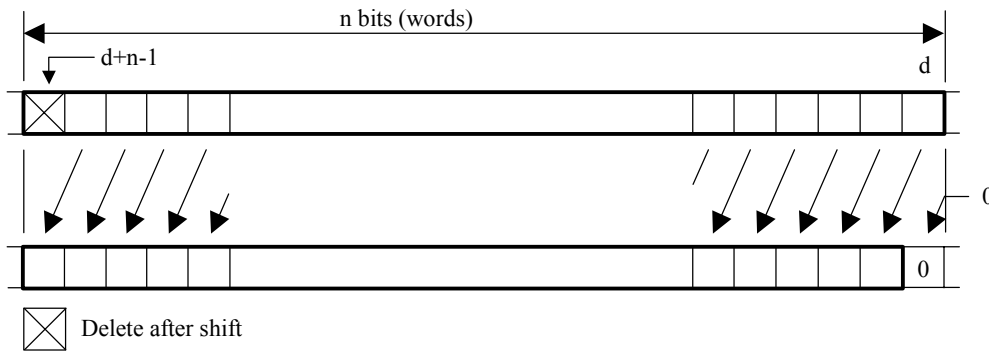 n bits (words)
d+n-1
d
0
0
Delete after shift